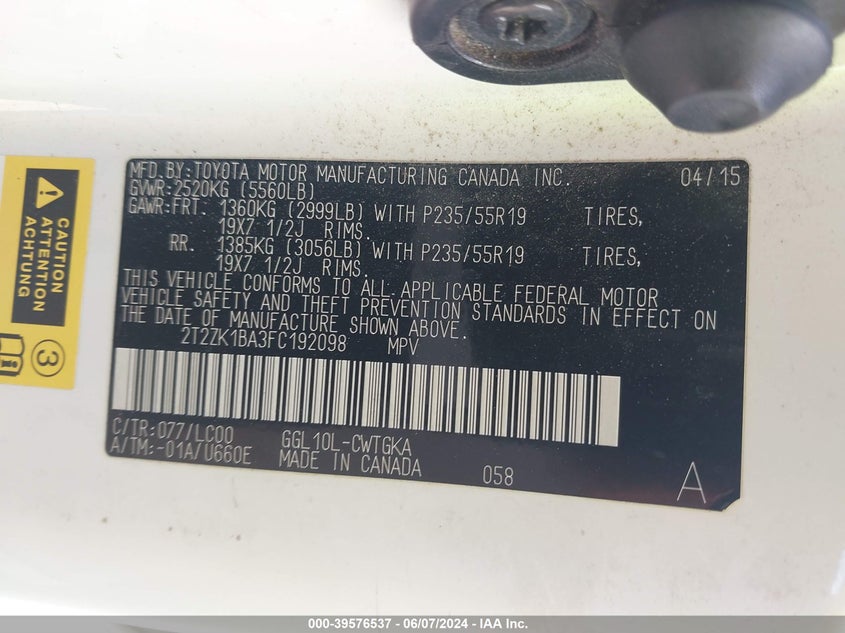 MFD.BY:TOYOTA MOTOR MANUFACTURING CANADA INC. 04/15
GVWR:2520KG (5560LB)
GAWR:FRT. 1360KG (2999LB) WITH P235/55R19 TIRES,
19X7 1/2J RIMS.
RR. 1385KG (3056LB) WITH P235/55R19 TIRES,
19X7 1/2J RIMS.
THIS VEHICLE CONFORMS TO ALL APPLICABLE FEDERAL MOTOR
VEHICLE SAFETY AND THEFT PREVENTION STANDARDS IN EFFECT ON
THE DATE OF MANUFACTURE SHOWN ABOVE.
2T2ZK1BA3FC192098 MPV
C/TR:077/LC00 GGL10L-CWTGKA
A/TM:-01A/U660E MADE IN CANADA 058 A
CAUTION
ATTENTION
ACHTUNG
3
000-39576537 - 06/07/2024 - IAA Inc.